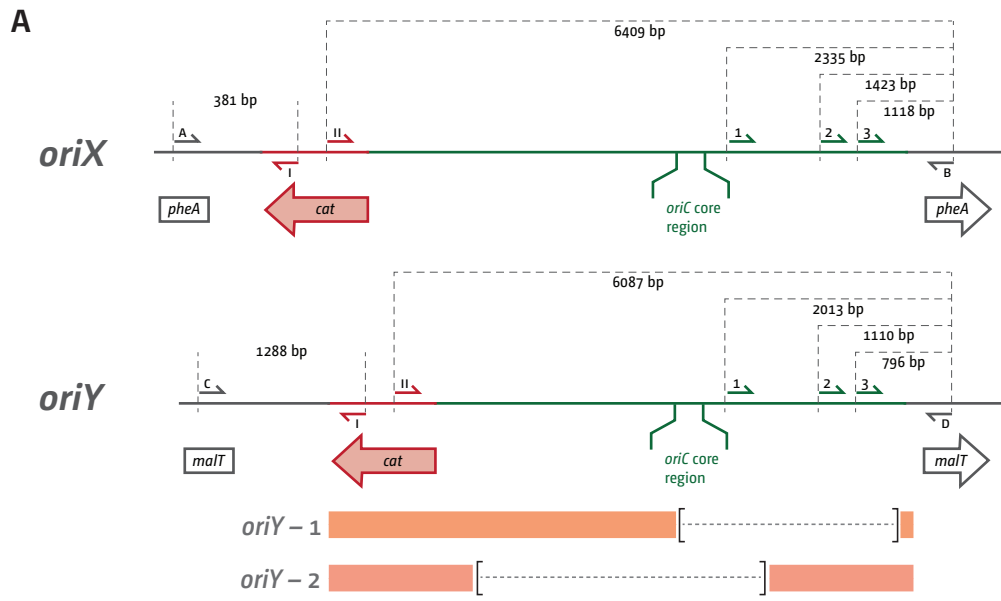 A
6409 bp
2335 bp
1423 bp
381 bp
1118 bp
A
II
1
2
3
oriX
I
B
pheA
cat
oriC core
region
pheA
6087 bp
2013 bp
1110 bp
1288 bp
796 bp
C
II
1
2
3
oriY
I
D
malT
cat
oriC core
region
malT
oriY – 1
oriY – 2